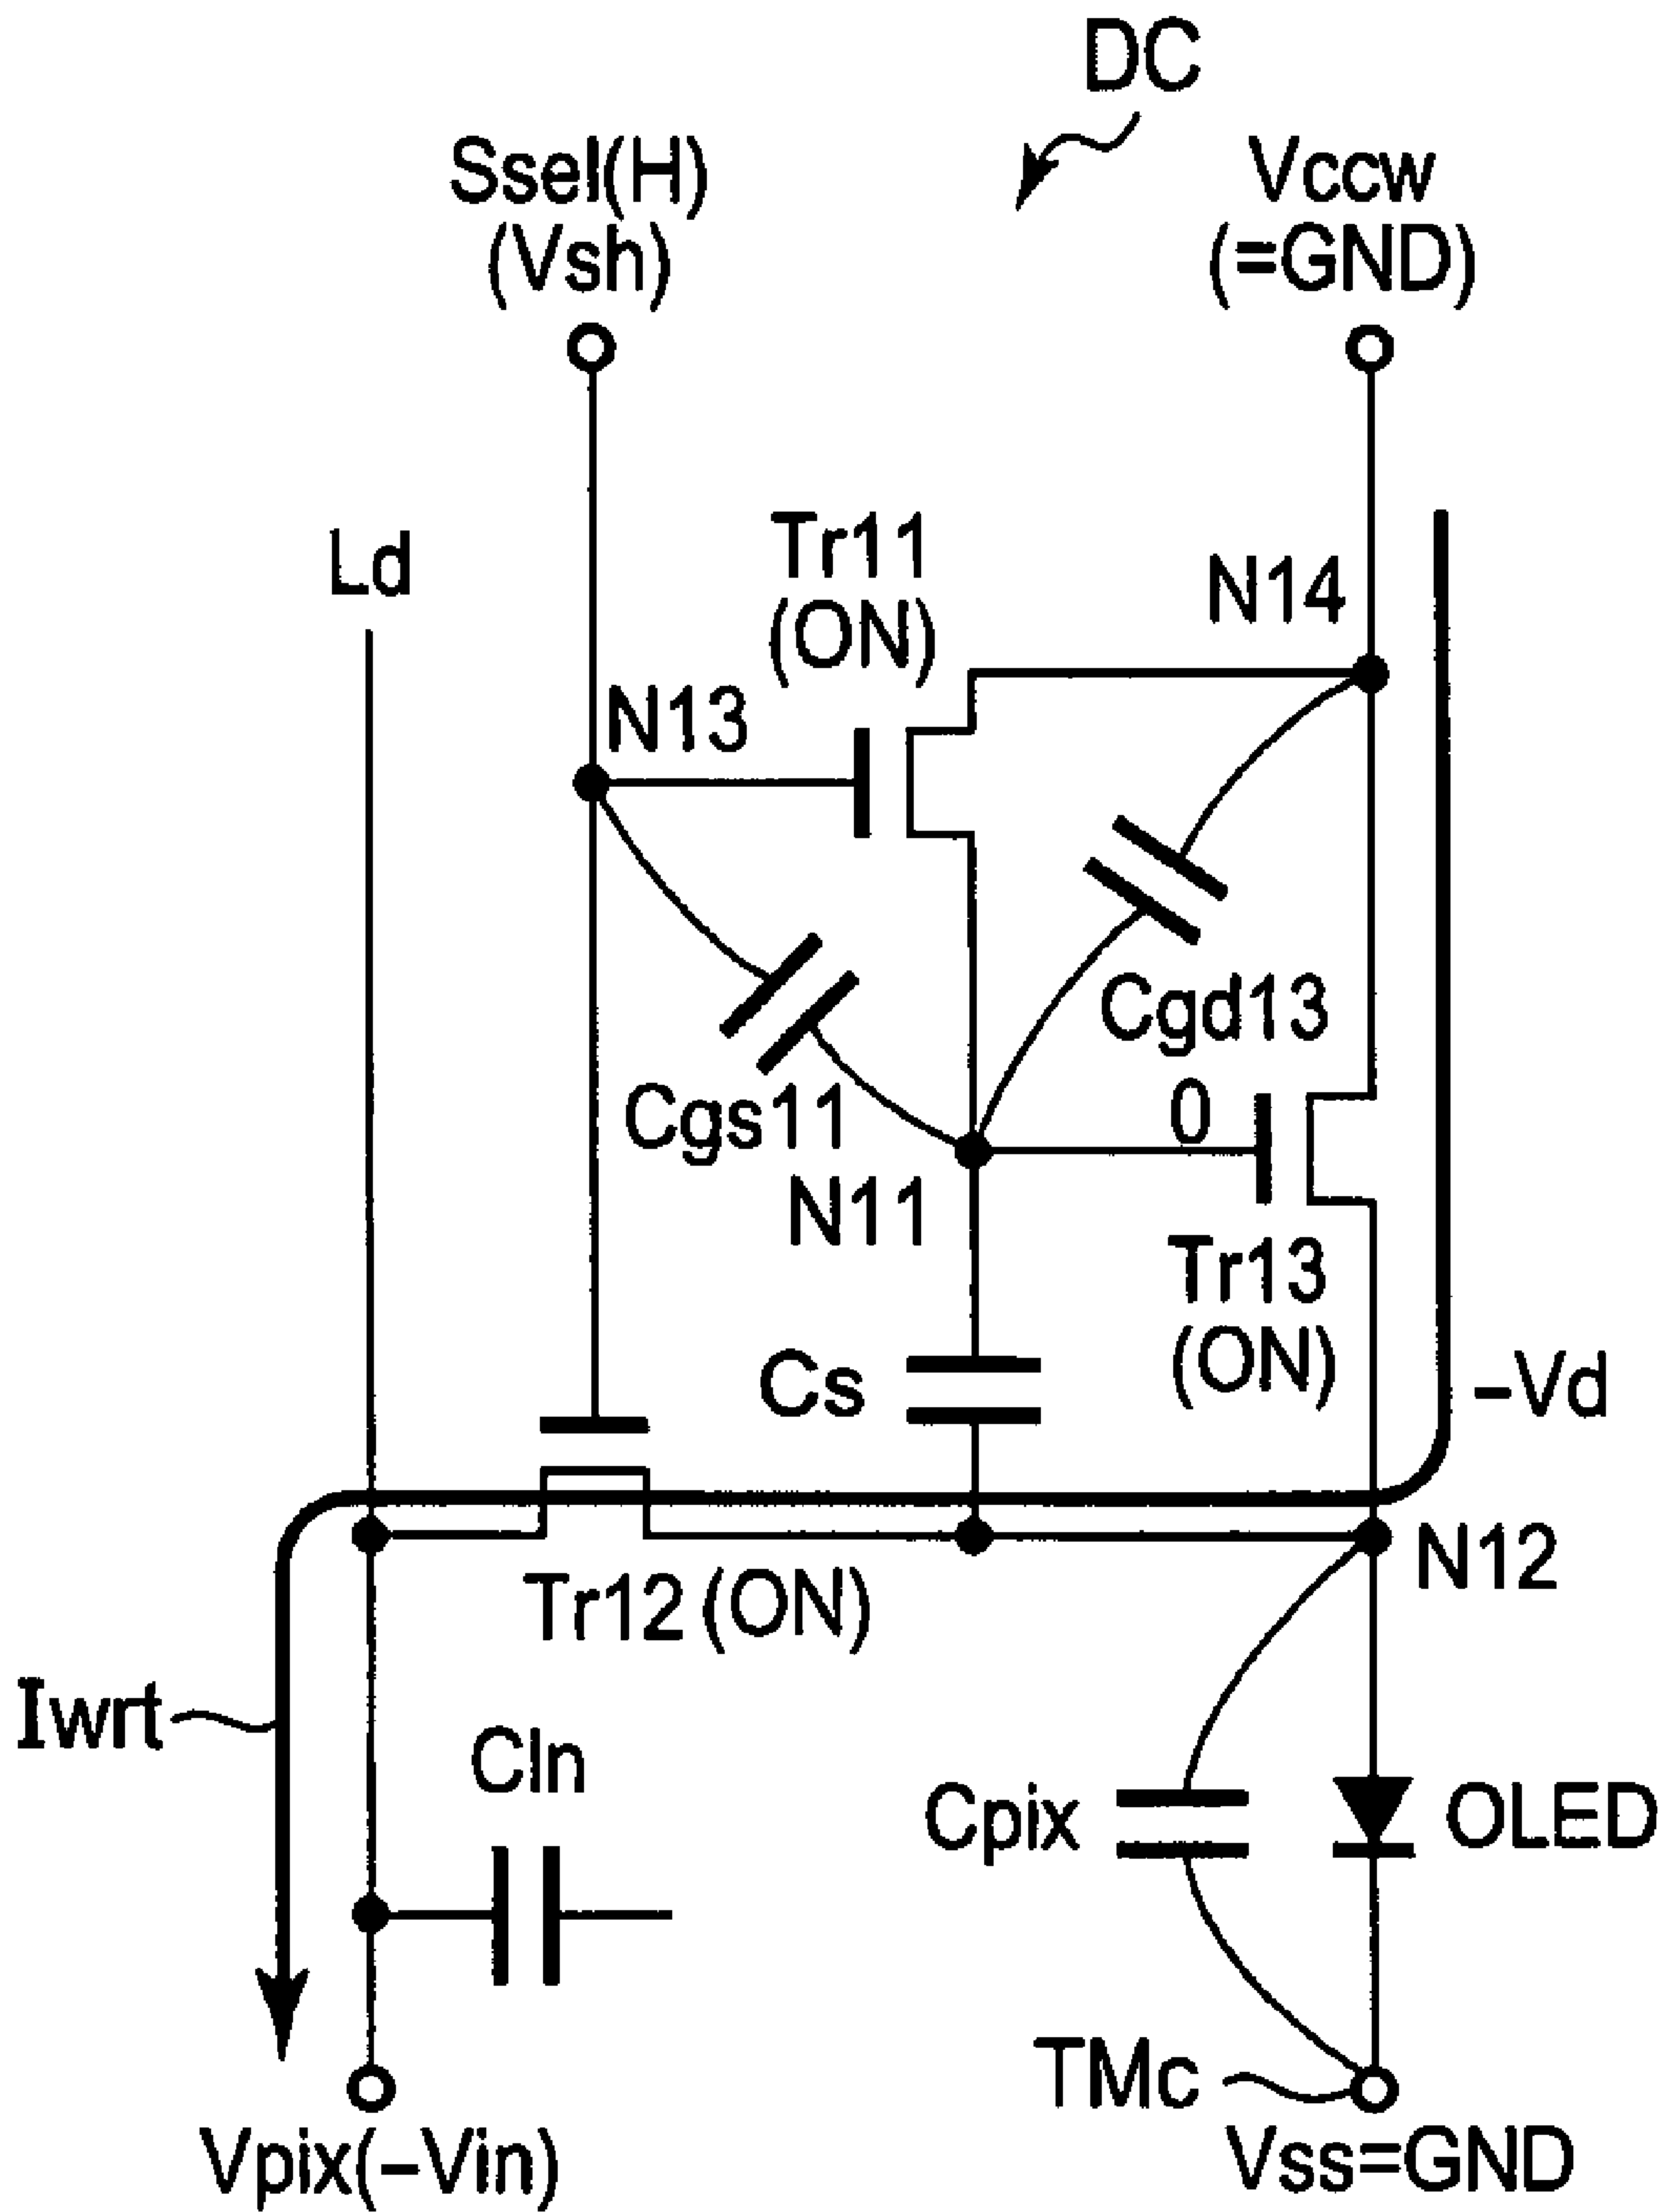 DC
Ssel(H)
(Vsh)
Vccw
(=GND)
Ld
Tr11
(ON)
N14
N13
Cgd13
Cgs11
0
N11
Tr13
(ON)
Cs
-Vd
N12
Tr12 (ON)
Iwrt
Cln
Cpix
OLED
TMc
Vpix(-Vin)
Vss=GND